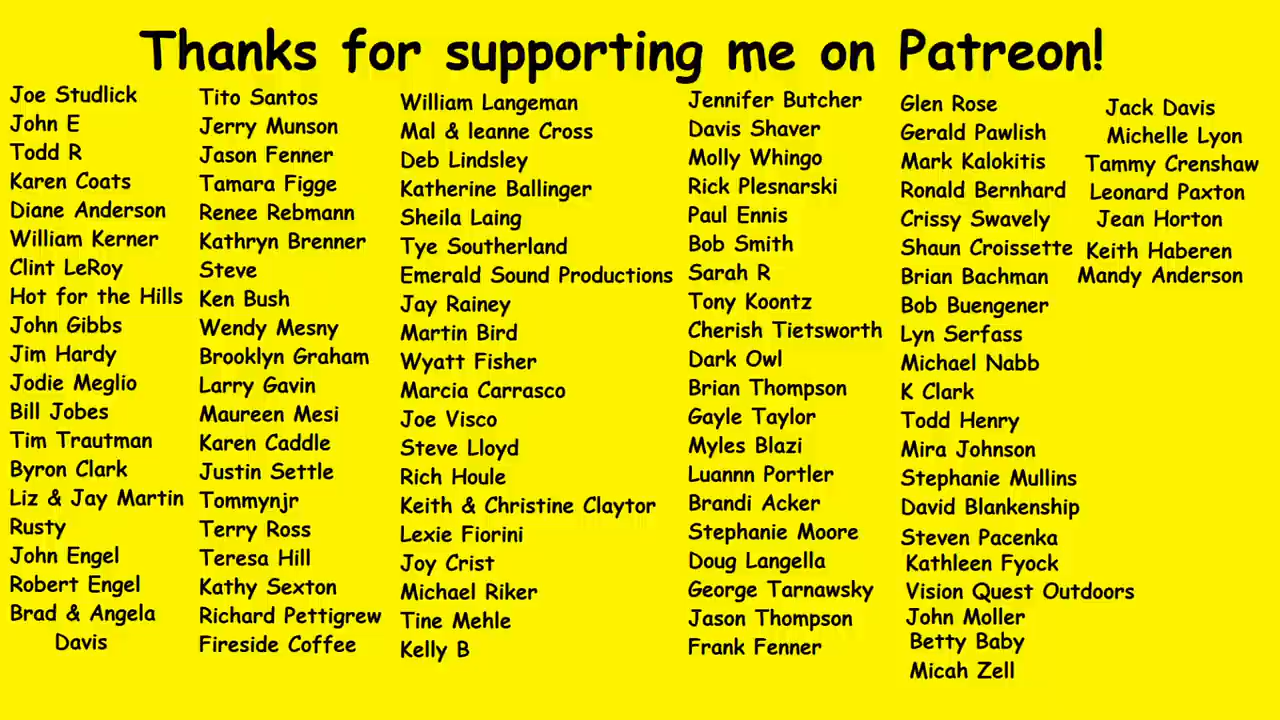 Thanks for supporting me on Patreon!
Joe Studlick
John E
Todd R
Karen Coats
Diane Anderson
William Kerner
Clint LeRoy
Hot for the Hills
John Gibbs
Jim Hardy
Jodie Meglio
Bill Jobes
Tim Trautman
Byron Clark
Liz & Jay Martin
Rusty
John Engel
Robert Engel
Brad & Angela
Davis
Tito Santos
Jerry Munson
Jason Fenner
Tamara Figge
Renee Rebmann
Kathryn Brenner
Steve
Ken Bush
Wendy Mesny
Brooklyn Graham
Larry Gavin
Maureen Mesi
Karen Caddle
Justin Settle
Tommynjr
Terry Ross
Teresa Hill
Kathy Sexton
Richard Pettigrew
Fireside Coffee
William Langeman
Mal & leanne Cross
Deb Lindsley
Katherine Ballinger
Sheila Laing
Tye Southerland
Emerald Sound Productions
Jay Rainey
Martin Bird
Wyatt Fisher
Marcia Carrasco
Joe Visco
Steve Lloyd
Rich Houle
Keith & Christine Claytor
Lexie Fiorini
Joy Crist
Michael Riker
Tine Mehle
Kelly B
Jennifer Butcher
Davis Shaver
Molly Whingo
Rick Plesnarski
Paul Ennis
Bob Smith
Sarah R
Tony Koontz
Cherish Tietsworth
Dark Owl
Brian Thompson
Gayle Taylor
Myles Blazi
Luannn Portler
Brandi Acker
Stephanie Moore
Doug Langella
George Tarnawsky
Jason Thompson
Frank Fenner
Glen Rose
Gerald Pawlish
Mark Kalokitis
Ronald Bernhard
Crissy Swavely
Shaun Croissette
Brian Bachman
Bob Buengener
Lyn Serfass
Michael Nabb
K Clark
Todd Henry
Mira Johnson
Stephanie Mullins
David Blankenship
Steven Pacenka
Kathleen Fyock
Vision Quest Outdoors
John Moller
Betty Baby
Micah Zell
Jack Davis
Michelle Lyon
Tammy Crenshaw
Leonard Paxton
Jean Horton
Keith Haberen
Mandy Anderson